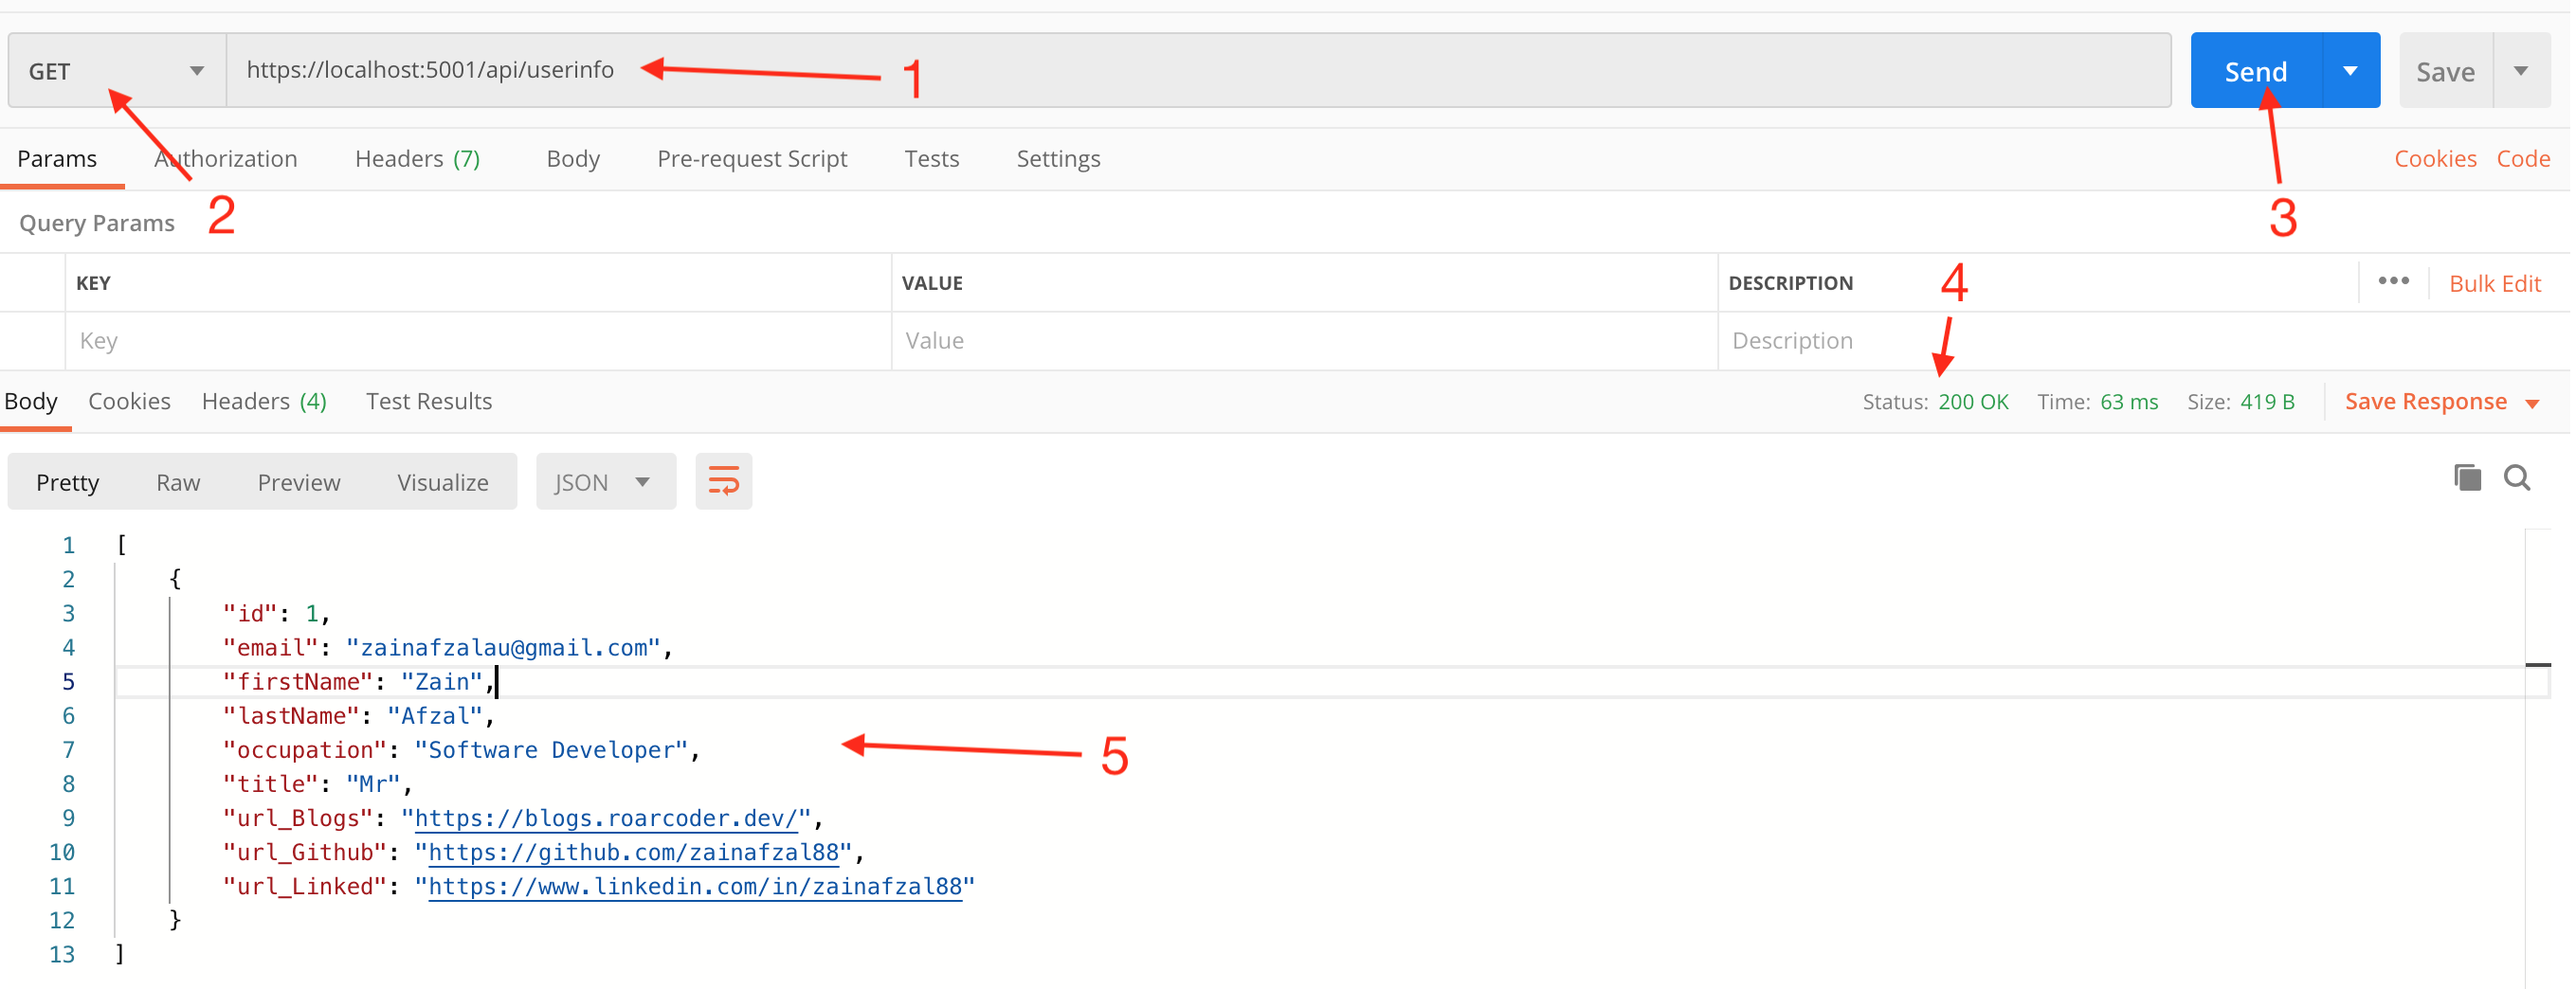 GET https://localhost:5001/api/userinfo 1 Send Save
Params Authorization Headers (7) Body Pre-request Script Tests Settings Cookies Code
Query Params 2 3
KEY VALUE DESCRIPTION 4 ••• Bulk Edit
Key Value Description
Body Cookies Headers (4) Test Results Status: 200 OK Time: 63 ms Size: 419 B Save Response
Pretty Raw Preview Visualize JSON
1 [
2 {
3 "id": 1,
4 "email": "zainafzalau@gmail.com",
5 "firstName": "Zain",
6 "lastName": "Afzal",
7 "occupation": "Software Developer", 5
8 "title": "Mr",
9 "url_Blogs": "https://blogs.roarcoder.dev/",
10 "url_Github": "https://github.com/zainafzal88",
11 "url_Linked": "https://www.linkedin.com/in/zainafzal88"
12 }
13 ]